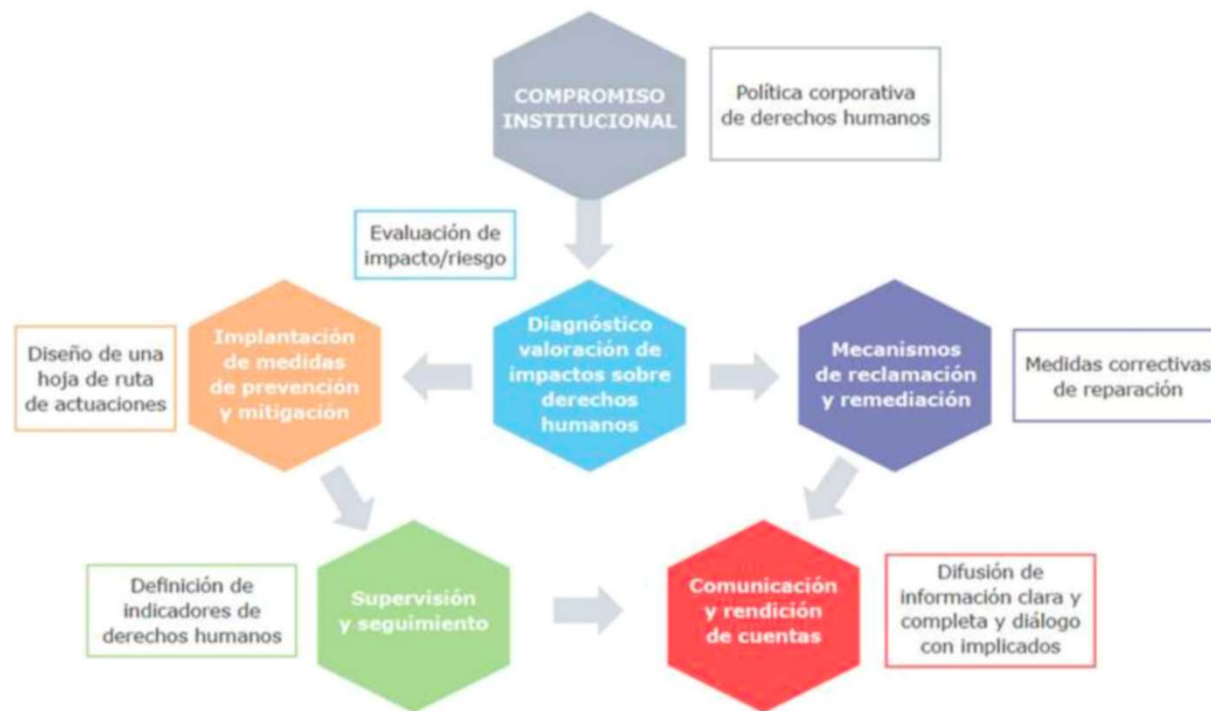 COMPROMISO
INSTITUCIONAL
Política corporativa
de derechos humanos
Evaluación de
impacto/riesgo
Diseño de una
hoja de ruta
de actuaciones
Implantación
de medidas
de prevención
y mitigación
Diagnóstico
valoración de
impactos sobre
derechos
humanos
Mecanismos
de reclamación
y remediación
Medidas correctivas
de reparación
Definición de
indicadores de
derechos humanos
Supervisión
y seguimiento
Comunicación
y rendición
de cuentas
Difusión de
información clara y
completa y diálogo
con implicados